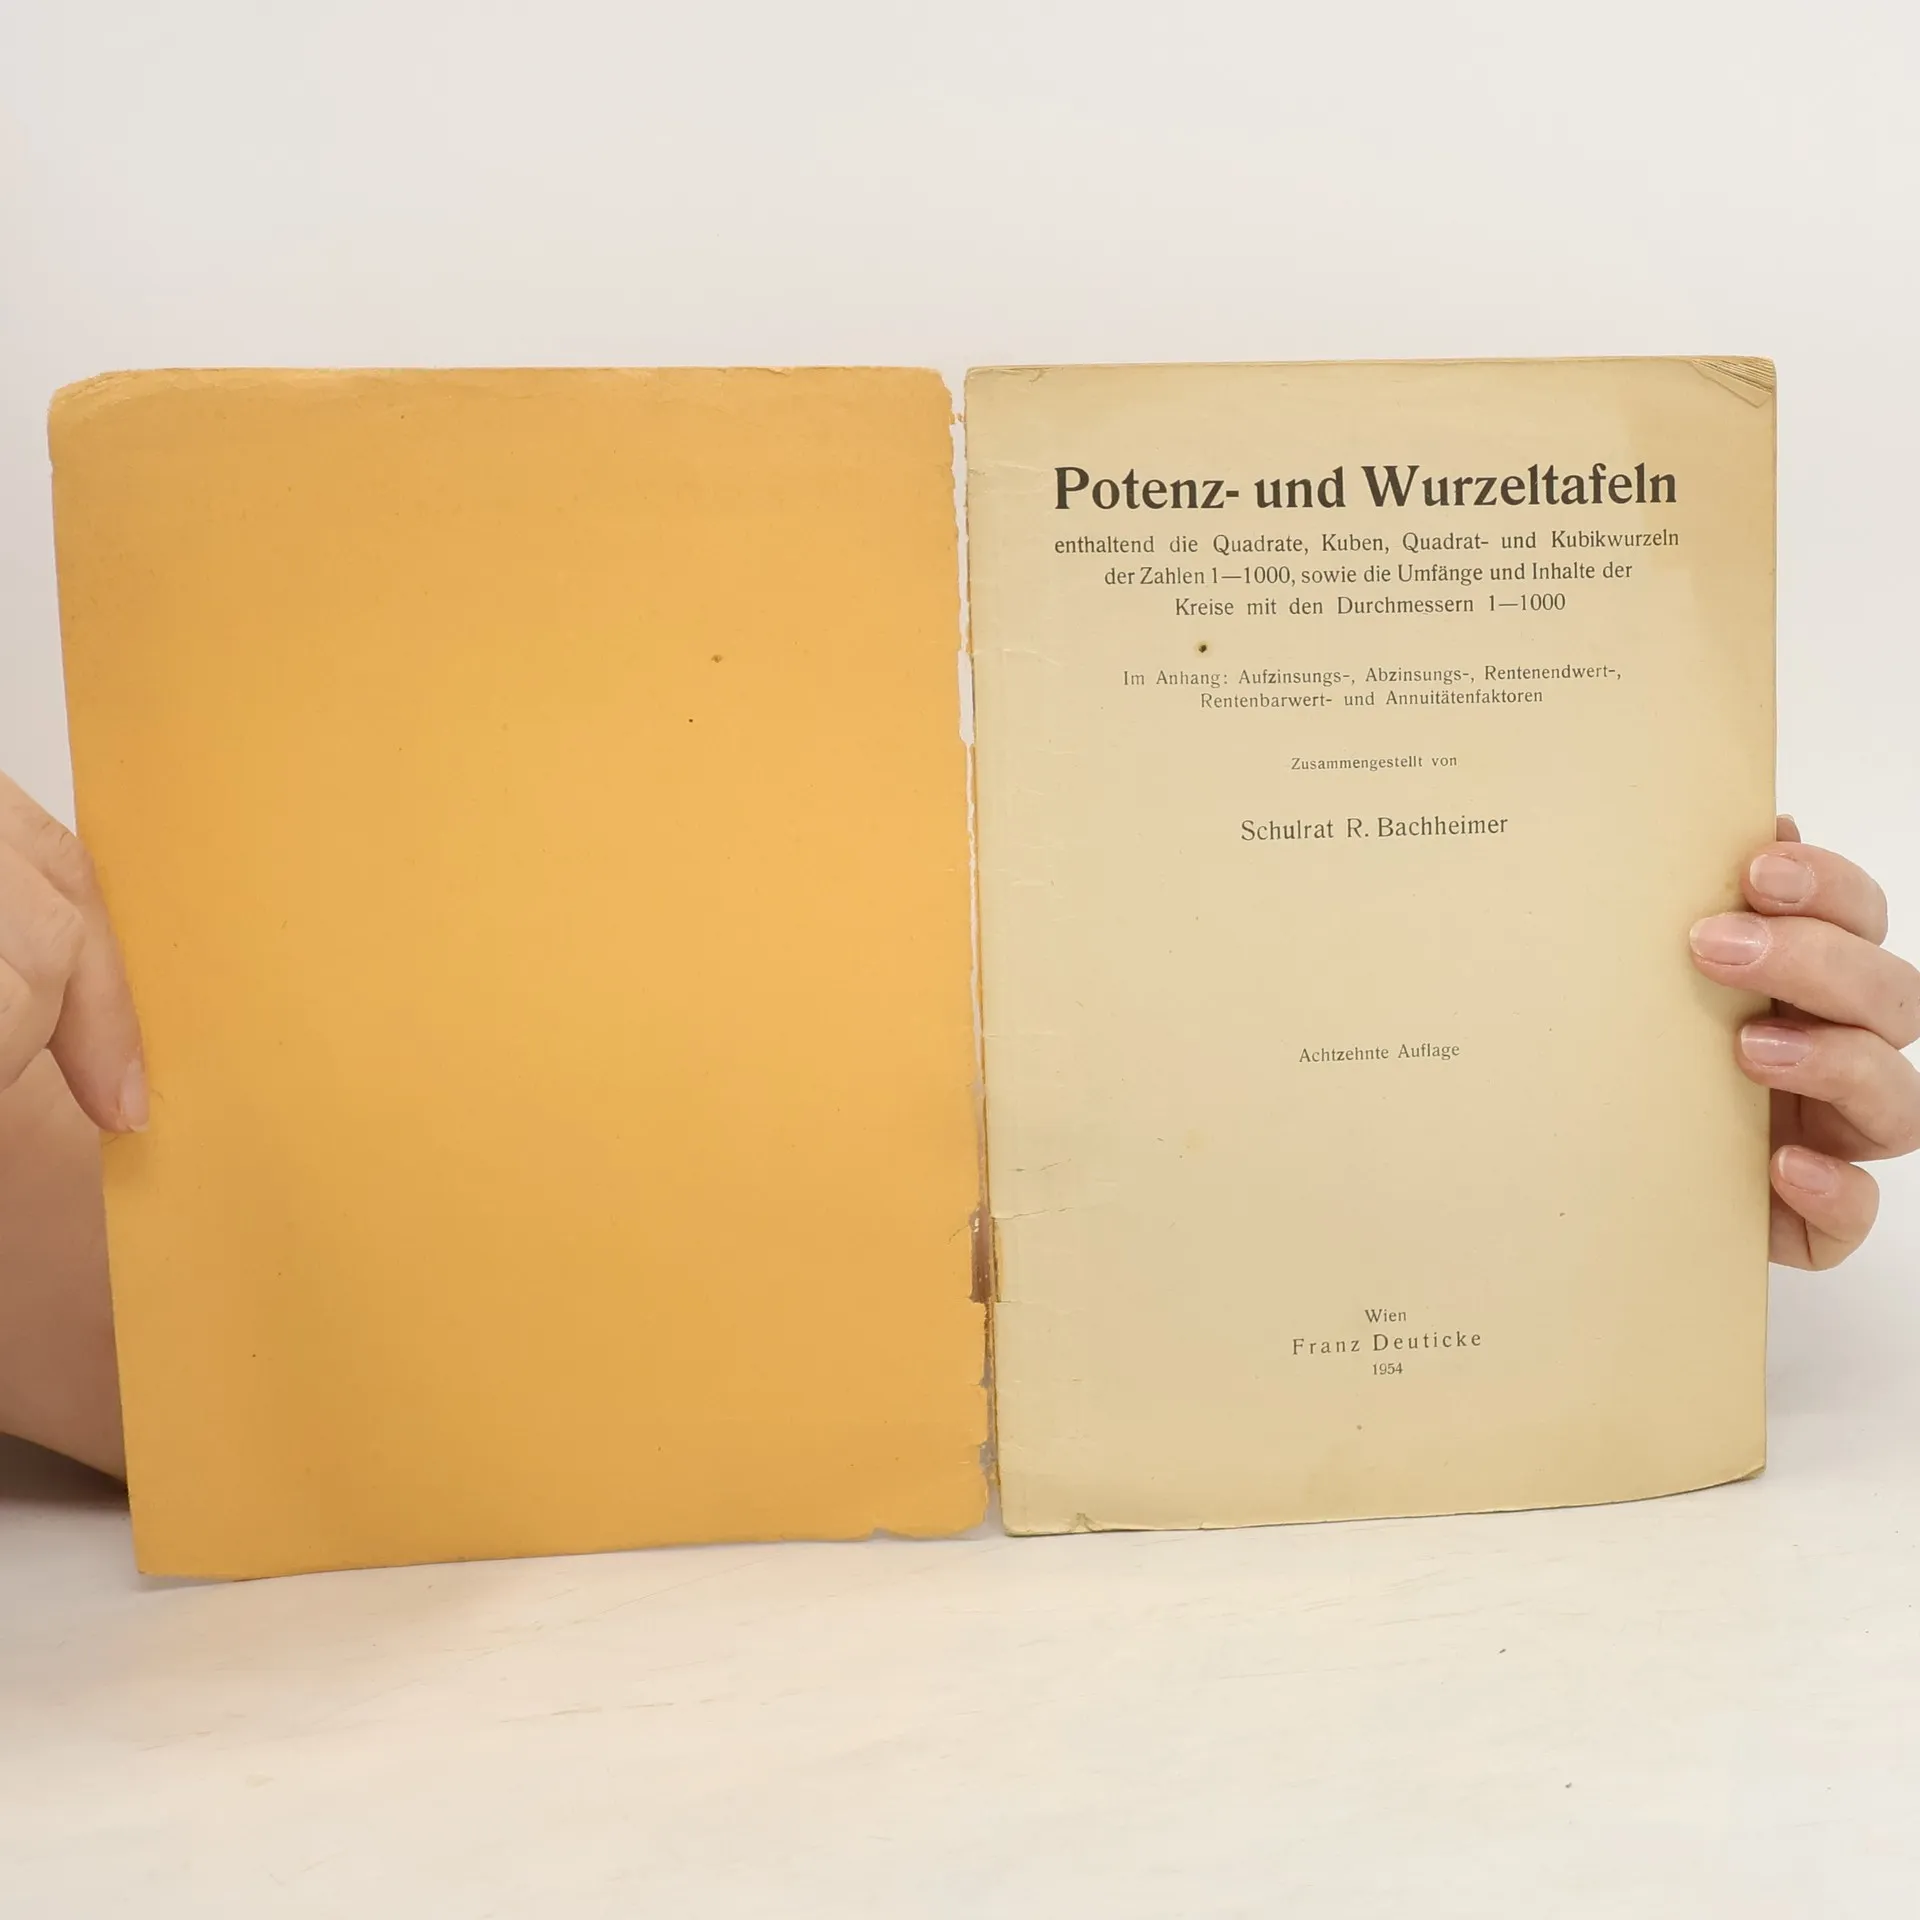 Potenz- und Wurzeltafeln
enthaltend die Quadrate, Kuben, Quadrat- und Kubikwurzeln
der Zahlen 1—1000, sowie die Umfänge und Inhalte der
Kreise mit den Durchmessern 1—1000
Im Anhang: Aufzinsungs-, Abzinsungs-, Rentenendwert-,
Rentenbarwert- und Annuitätenfaktoren
Zusammengestellt von
Schulrat R. Bachheimer
Achtzehnte Auflage
Wien
Franz Deuticke
1954